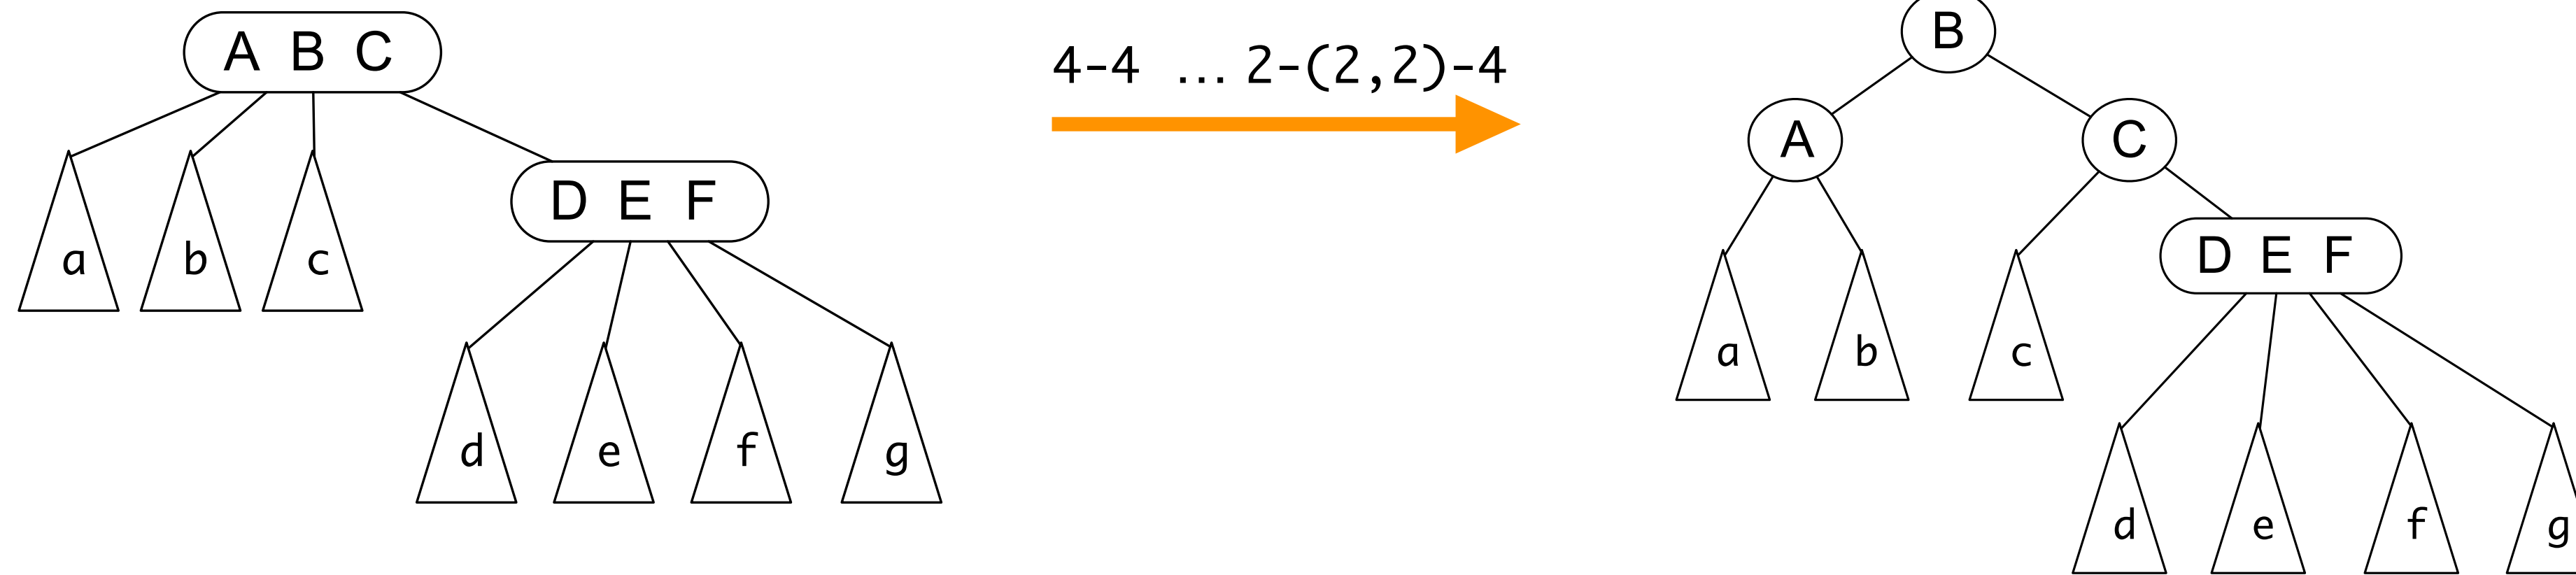 A B C
a b c
D E F
d e f g
4-4 ... 2-(2,2)-4
B
A C
D E F
a b c
d e f g